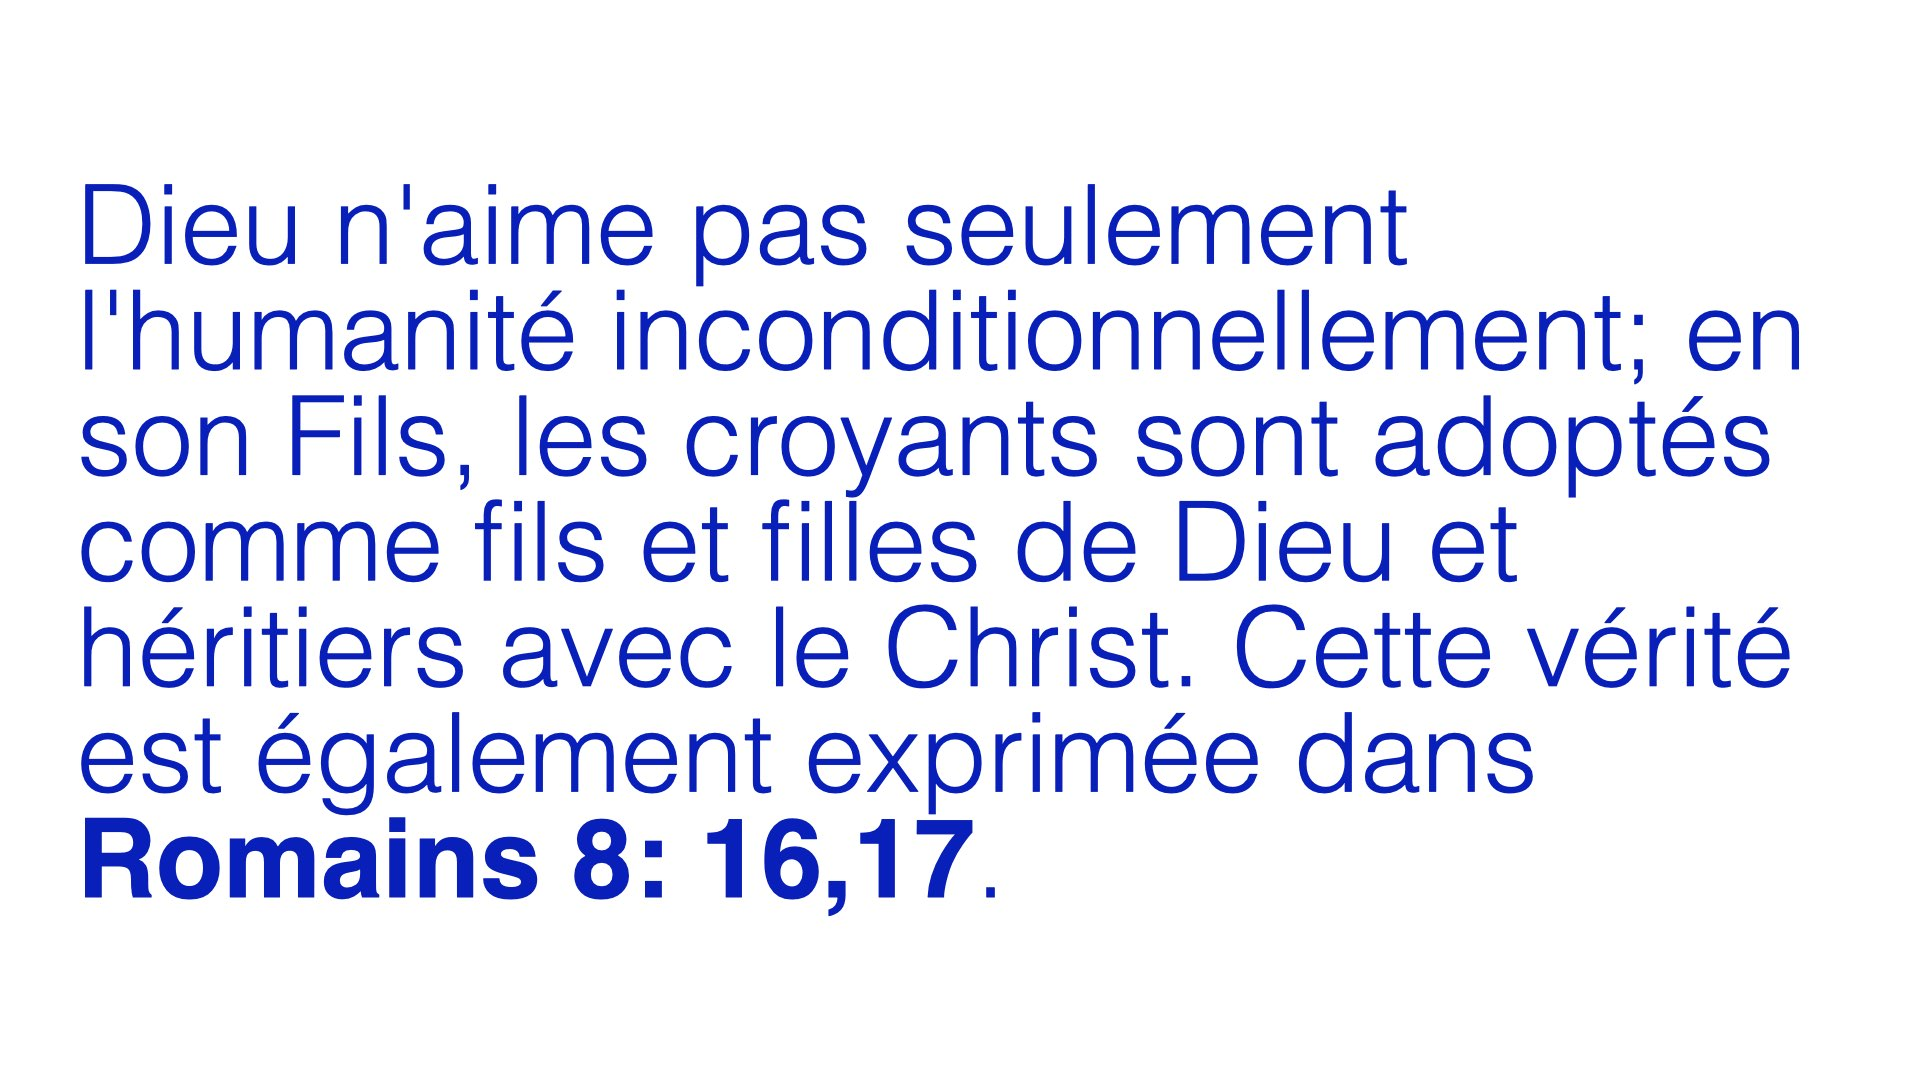 Dieu n'aime pas seulement
l'humanité inconditionnellement; en
son Fils, les croyants sont adoptés
comme fils et filles de Dieu et
héritiers avec le Christ. Cette vérité
est également exprimée dans
Romains 8: 16,17.